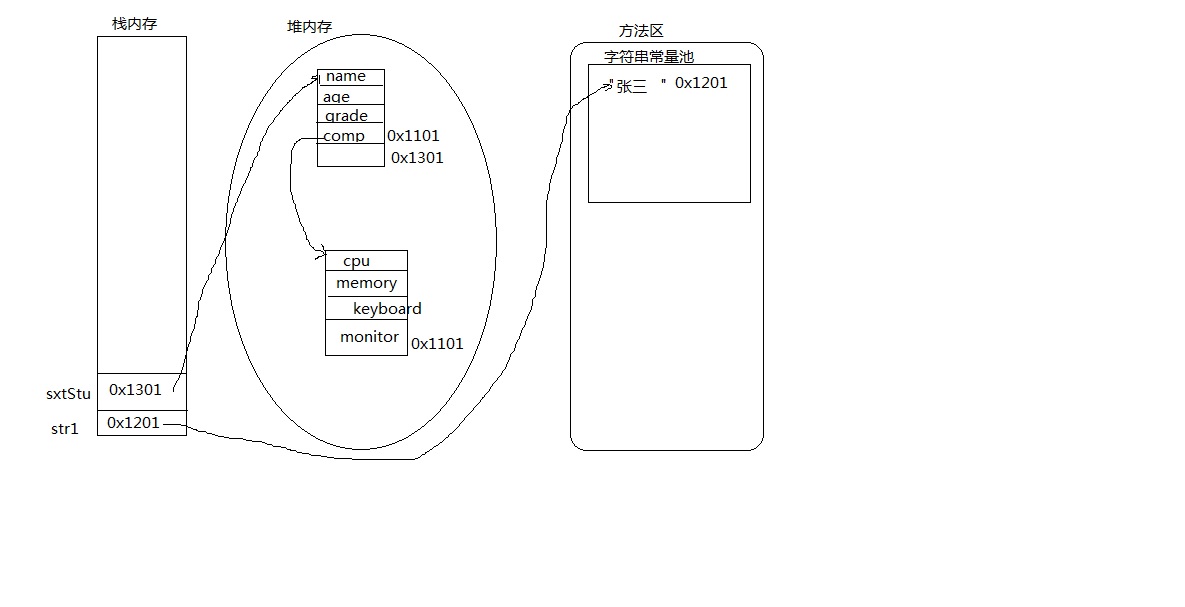 栈内存
堆内存
方法区
字符串常量池
"张三 " 0x1201
name
age
grade
comp 0x1101
0x1301
cpu
memory
keyboard
monitor 0x1101
sxtStu 0x1301
str1 0x1201